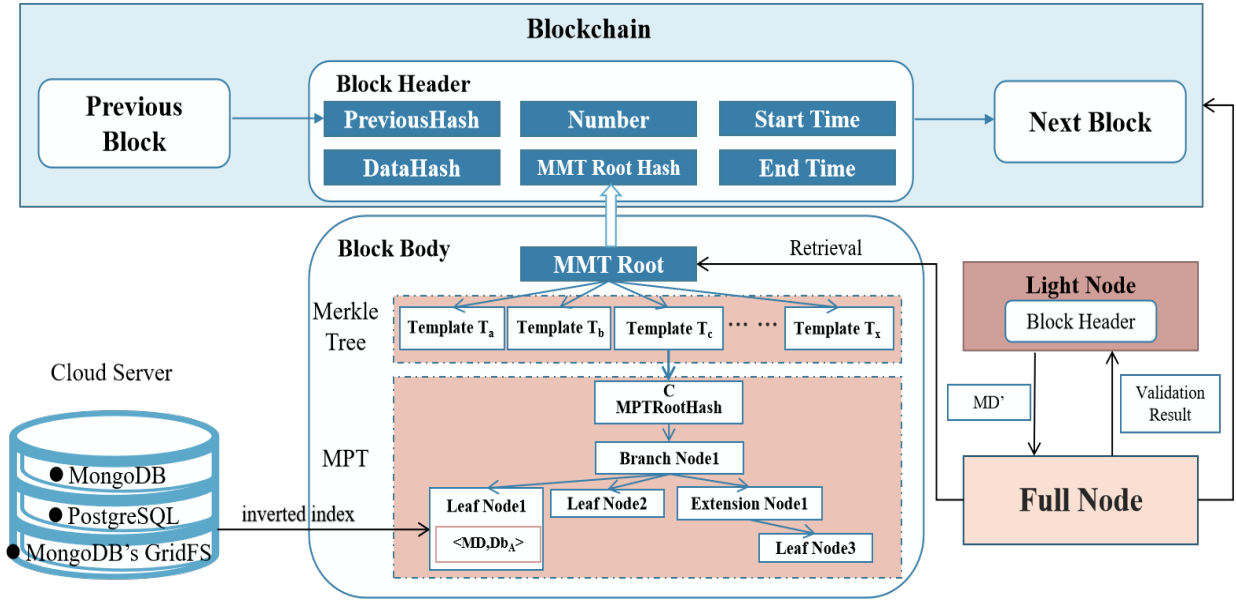 Blockchain
Previous
Block
Block Header
PreviousHash
Number
Start Time
DataHash
MMT Root Hash
End Time
Next Block
Block Body
MMT Root
Retrieval
Merkle
Tree
Template Ta
Template Tb
Template Tc
... ...
Template Tx
Light Node
Block Header
MD’
Validation
Result
Full Node
Cloud Server
MongoDB
PostgreSQL
MongoDB’s GridFS
inverted index
MPT
C
MPTRootHash
Branch Node1
Leaf Node1
<MD,DbA>
Leaf Node2
Extension Node1
Leaf Node3